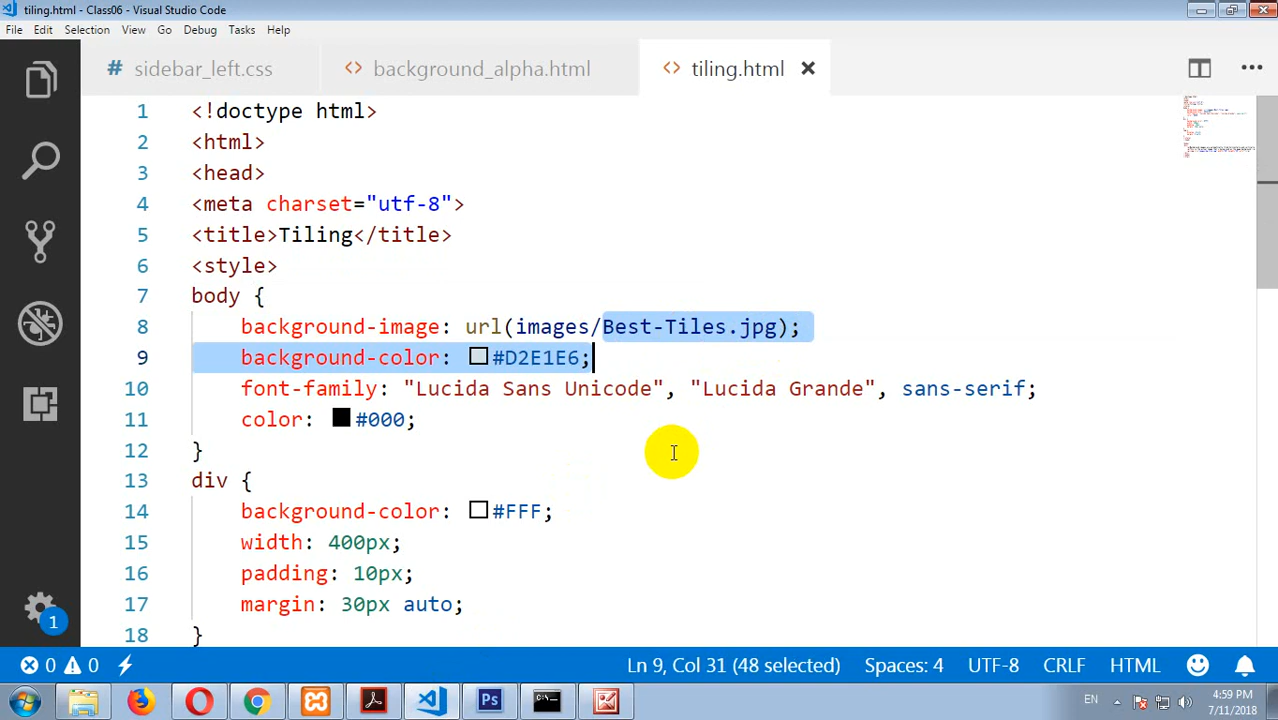 tiling.html - Class06 - Visual Studio Code
File Edit Selection View Go Debug Tasks Help
# sidebar_left.css <> background_alpha.html <> tiling.html
1 <!doctype html>
2 <html>
3 <head>
4 <meta charset="utf-8">
5 <title>Tiling</title>
6 <style>
7 body {
8 background-image: url(images/Best-Tiles.jpg);
9 background-color: #D2E1E6;
10 font-family: "Lucida Sans Unicode", "Lucida Grande", sans-serif;
11 color: #000;
12 }
13 div {
14 background-color: #FFF;
15 width: 400px;
16 padding: 10px;
17 margin: 30px auto;
18 }
1
0 0 Ln 9, Col 31 (48 selected) Spaces: 4 UTF-8 CRLF HTML
Ps
EN 4:59 PM
7/11/2018